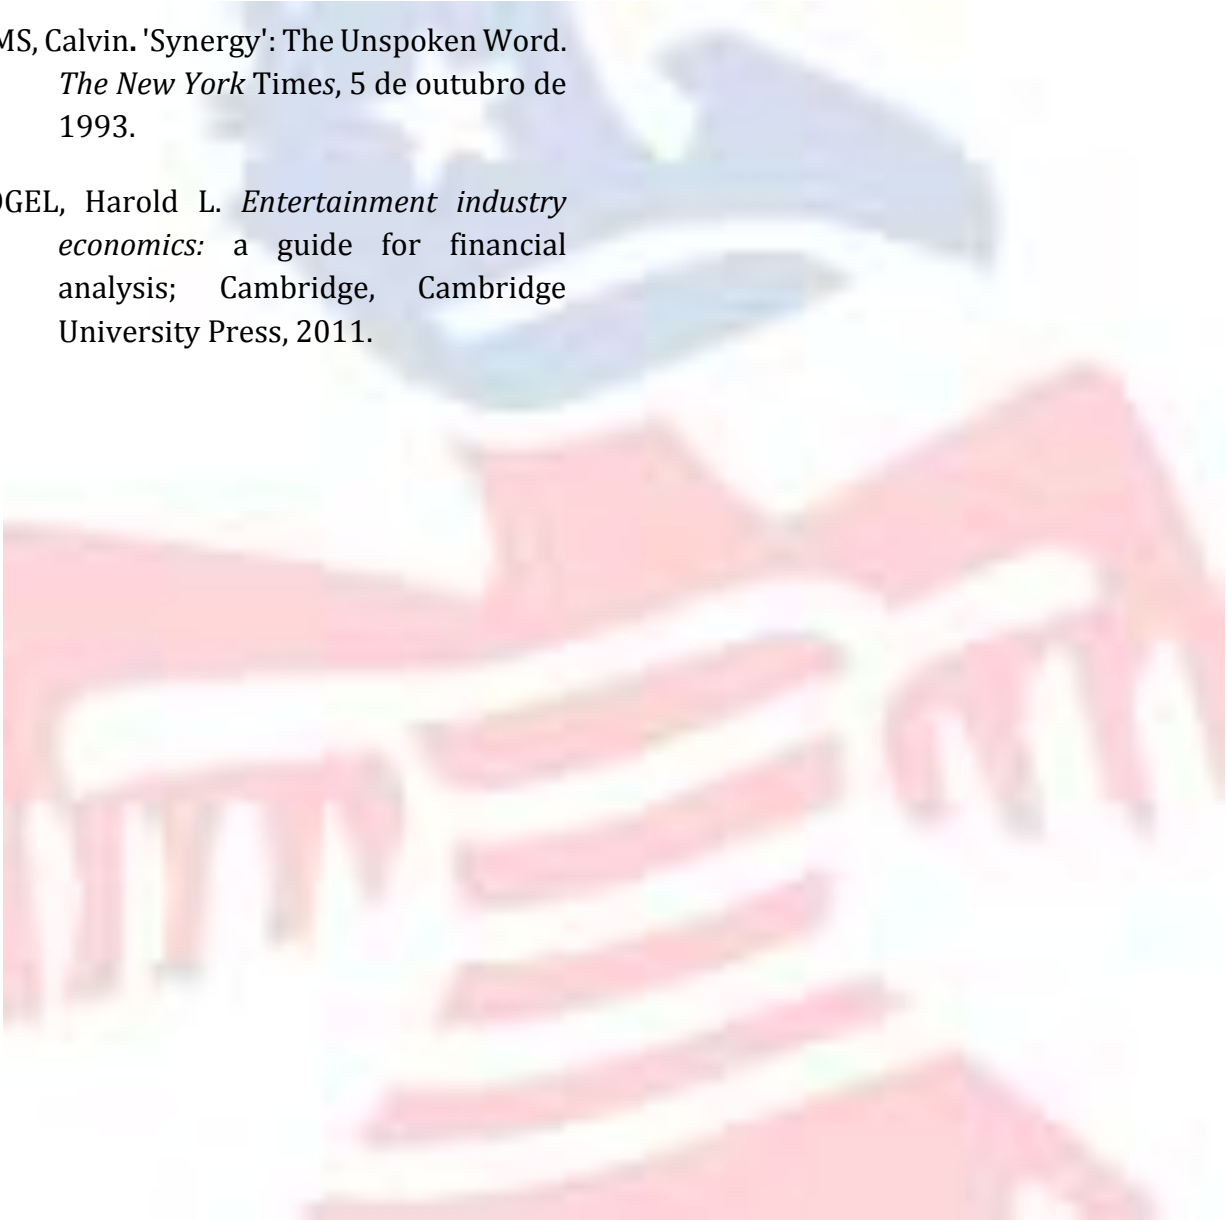 MS, Calvin. 'Synergy': The Unspoken Word.
The New York Times, 5 de outubro de
1993.
OGEL, Harold L. Entertainment industry
economics: a guide for financial
analysis; Cambridge, Cambridge
University Press, 2011.